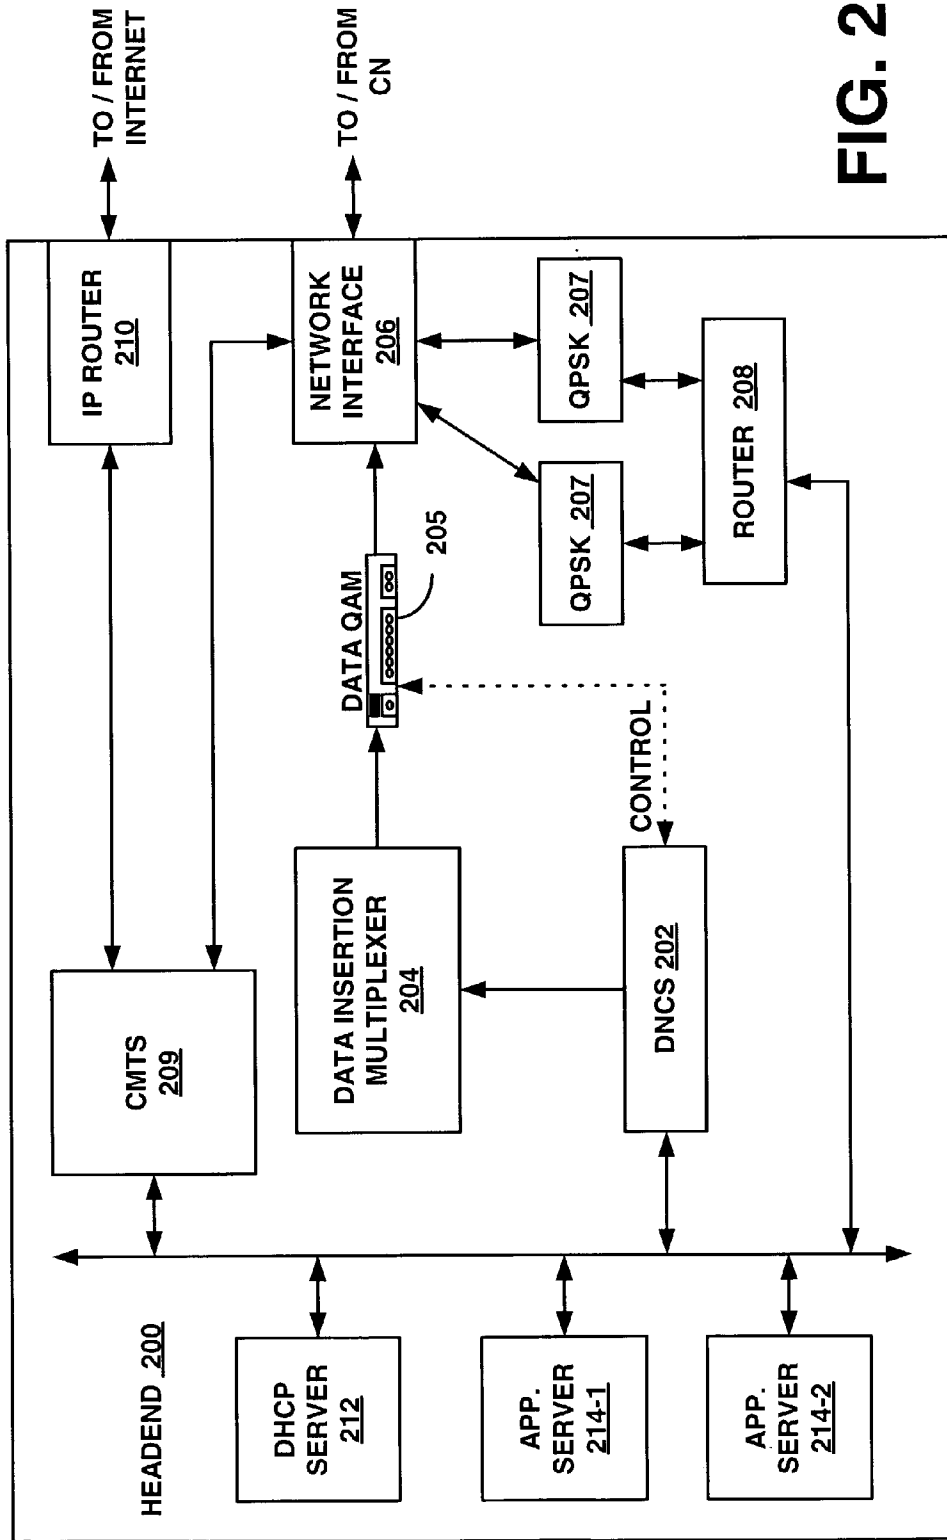 HEADEND 200
DHCP
SERVER
212
APP.
SERVER
214-1
APP.
SERVER
214-2
CMTS
209
DATA INSERTION
MULTIPLEXER
204
DNCS 202
CONTROL
DATA QAM
205
IP ROUTER
210
NETWORK
INTERFACE
206
QPSK 207
QPSK 207
ROUTER 208
TO / FROM
INTERNET
TO / FROM
CN
FIG. 2